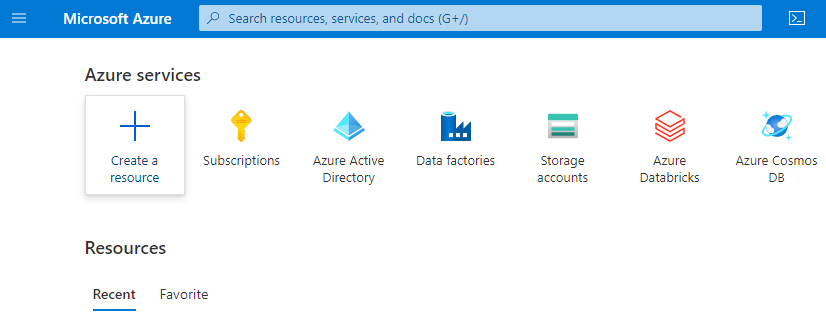 Microsoft Azure
Search resources, services, and docs (G+/)
Azure services
Create a
resource
Subscriptions
Azure Active
Directory
Data factories
Storage
accounts
Azure
Databricks
Azure Cosmos
DB
Resources
Recent
Favorite